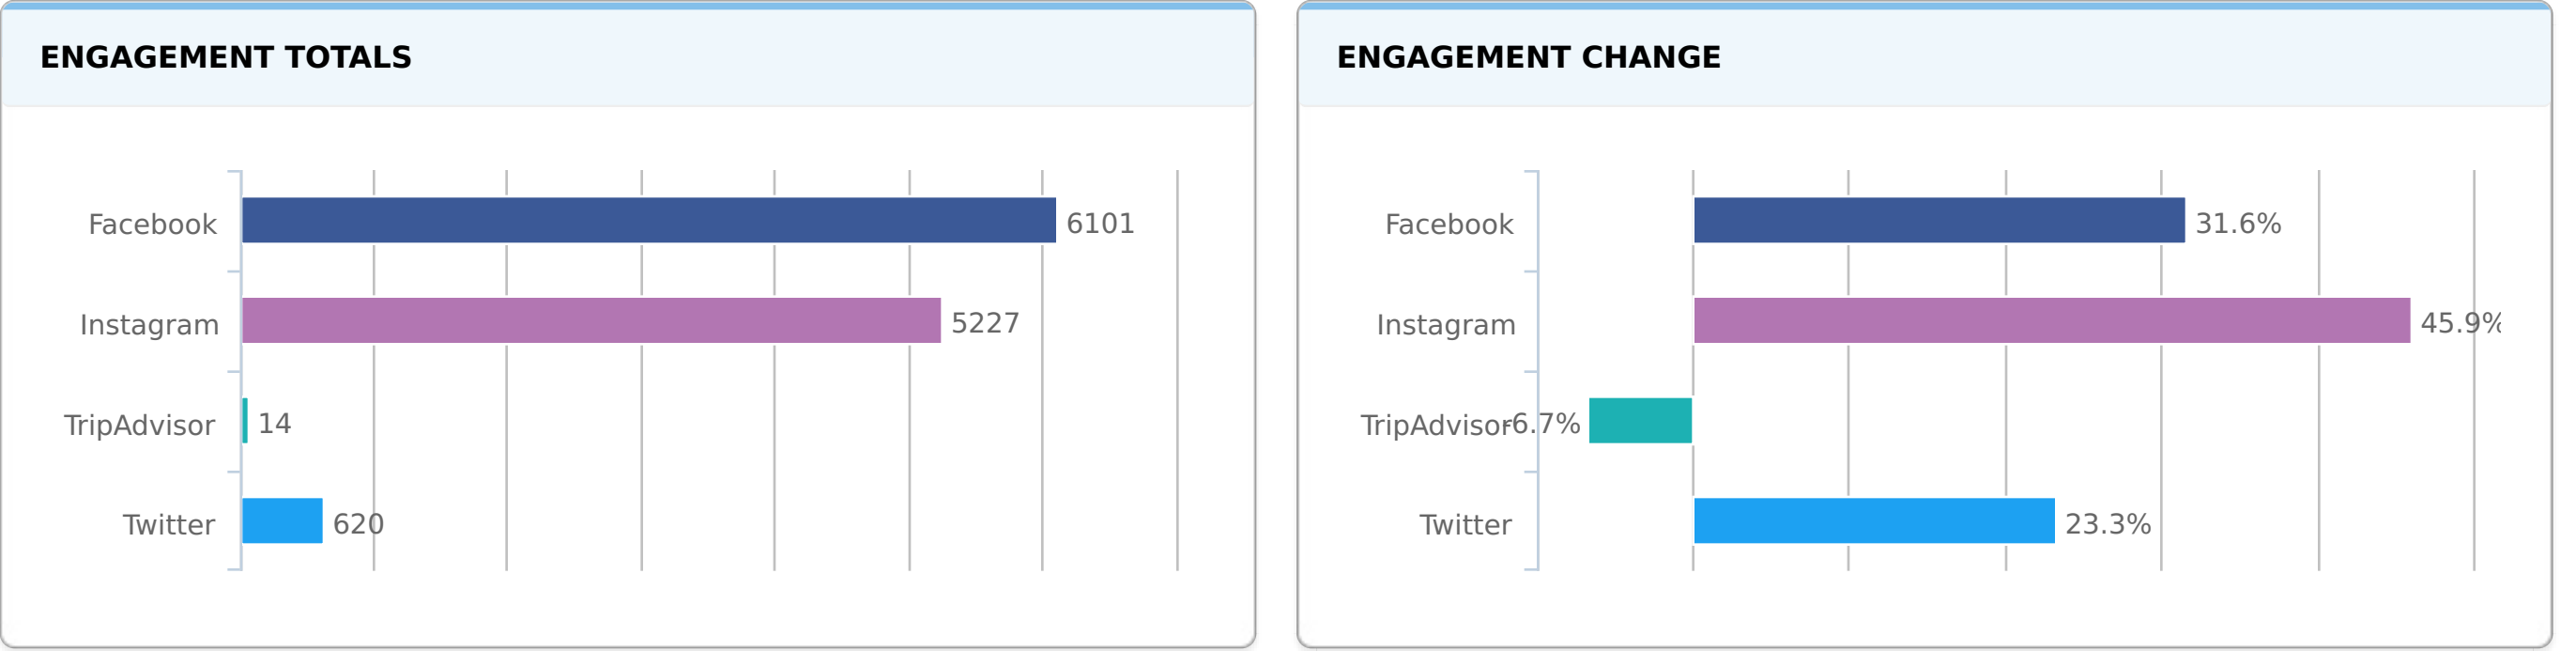 ENGAGEMENT TOTALS
Facebook 6101
Instagram 5227
TripAdvisor 14
Twitter 620
ENGAGEMENT CHANGE
Facebook 31.6%
Instagram 45.9%
TripAdvisor -6.7%
Twitter 23.3%